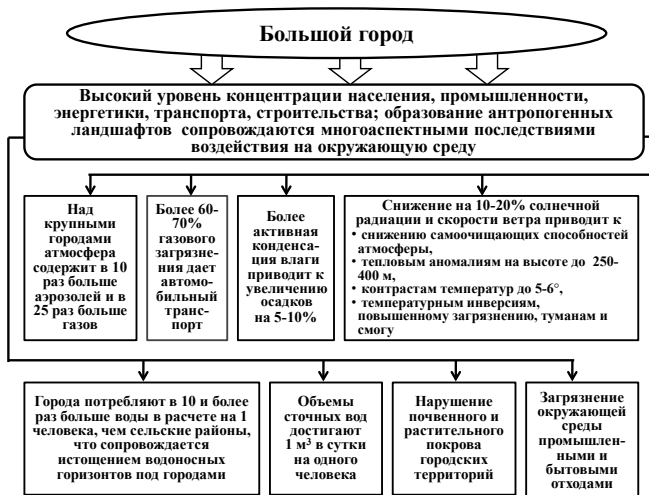 Большой город
Высокий уровень концентрации населения, промышленности,
энергетики, транспорта, строительства; образование антропогенных
ландшафтов сопровождаются многоаспектными последствиями
воздействия на окружающую среду
Над
крупными
городами
атмосфера
содержит в 10
раз больше
аэрозолей и в
25 раз больше
газов
Более 60-
70%
газового
загрязне-
ния дает
автомо-
бильный
транс-
порт
Более
активная
конденса-
ция влаги
приводит к
увеличению
осадков
на 5-10%
Снижение на 10-20% солнечной
радиации и скорости ветра приводит к
• снижению самоочищающих способностей
атмосферы,
• тепловым аномалиям на высоте до 250-
400 м,
• контрастам температур до 5-6°,
• температурным инверсиям,
повышенному загрязнению, туманам и
смогу
Города потребляют в 10 и более
раз больше воды в расчете на 1
человека, чем сельские районы,
что сопровождается
истощением водоносных
горизонтов под городами
Объемы
сточных вод
достигают
1 м³ в сутки
на одного
человека
Нарушение
почвенного и
растительного
покрова
городских
территорий
Загрязнение
окружающей
среды
промышлен-
ными и
бытовыми
отходами